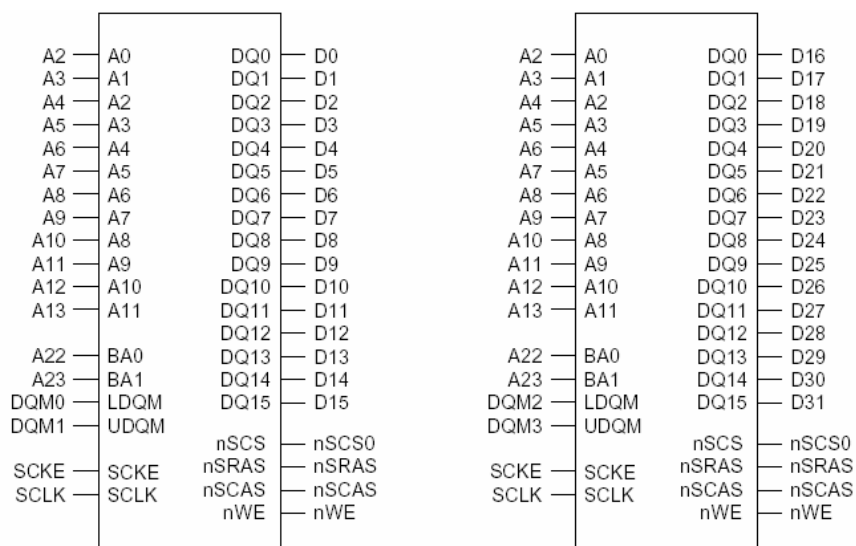 A2 A0 DQ0 D0 A2 A0 DQ0 D16
A3 A1 DQ1 D1 A3 A1 DQ1 D17
A4 A2 DQ2 D2 A4 A2 DQ2 D18
A5 A3 DQ3 D3 A5 A3 DQ3 D19
A6 A4 DQ4 D4 A6 A4 DQ4 D20
A7 A5 DQ5 D5 A7 A5 DQ5 D21
A8 A6 DQ6 D6 A8 A6 DQ6 D22
A9 A7 DQ7 D7 A9 A7 DQ7 D23
A10 A8 DQ8 D8 A10 A8 DQ8 D24
A11 A9 DQ9 D9 A11 A9 DQ9 D25
A12 A10 DQ10 D10 A12 A10 DQ10 D26
A13 A11 DQ11 D11 A13 A11 DQ11 D27
DQ12 D12 DQ12 D28
A22 BA0 DQ13 D13 A22 BA0 DQ13 D29
A23 BA1 DQ14 D14 A23 BA1 DQ14 D30
DQM0 LDQM DQ15 D15 DQM2 LDQM DQ15 D31
DQM1 UDQM DQM3 UDQM
nSCS nSCS0 nSCS nSCS0
SCKE SCKE nSRAS nSRAS SCKE SCKE nSRAS nSRAS
SCLK SCLK nSCAS nSCAS SCLK SCLK nSCAS nSCAS
nWE nWE nWE nWE